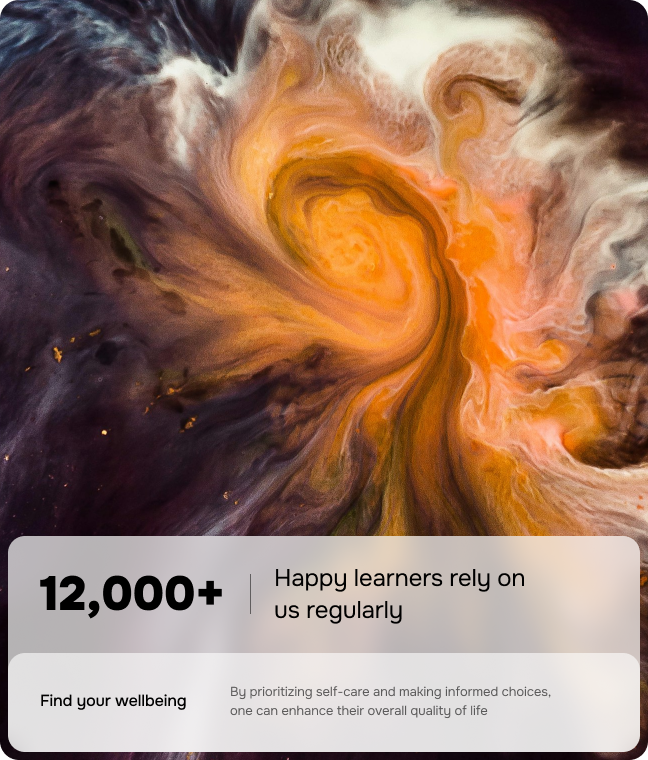 12,000+
Happy learners rely on
us regularly
Find your wellbeing
By prioritizing self-care and making informed choices,
one can enhance their overall quality of life